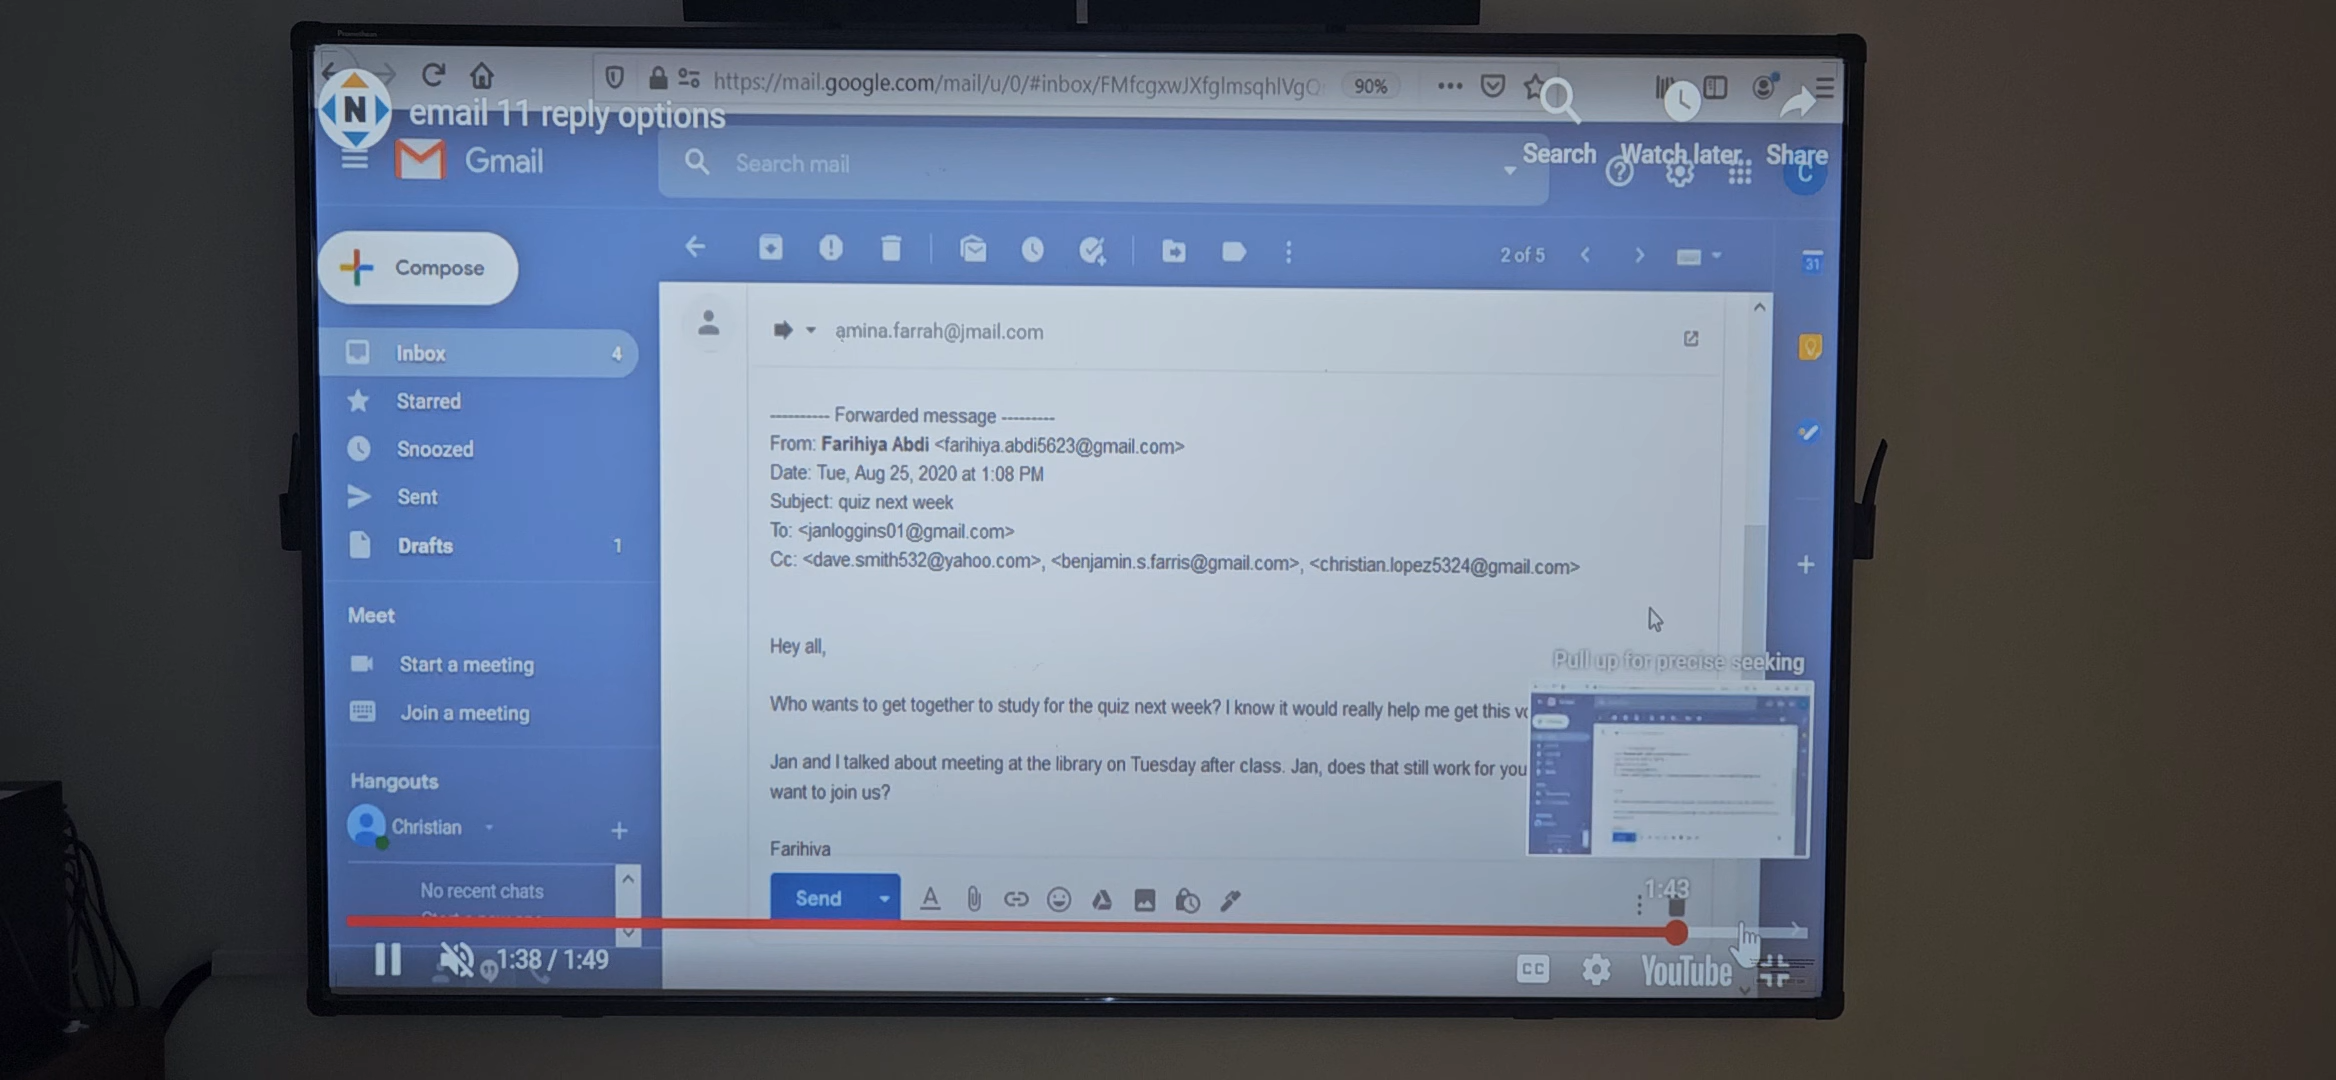 Promethean
https://mail.google.com/mail/u/0/#inbox/FMfcgxwJXfglmsqhlVgQ
90%
email 11 reply options
Gmail
Search mail
Search
Watch later
Share
C
Compose
2 of 5
31
Inbox 4
Starred
Snoozed
Sent
Drafts 1
Meet
Start a meeting
Join a meeting
Hangouts
Christian
No recent chats
amina.farrah@jmail.com
---------- Forwarded message ---------
From: Farihiya Abdi <farihiya.abdi5623@gmail.com>
Date: Tue, Aug 25, 2020 at 1:08 PM
Subject: quiz next week
To: <janloggins01@gmail.com>
Cc: <dave.smith532@yahoo.com>, <benjamin.s.farris@gmail.com>, <christian.lopez5324@gmail.com>
Hey all,
Pull up for precise seeking
Who wants to get together to study for the quiz next week? I know it would really help me get this
Jan and I talked about meeting at the library on Tuesday after class. Jan, does that still work for you
want to join us?
Farihiya
Send
1:43
1:38 / 1:49
CC
YouTube